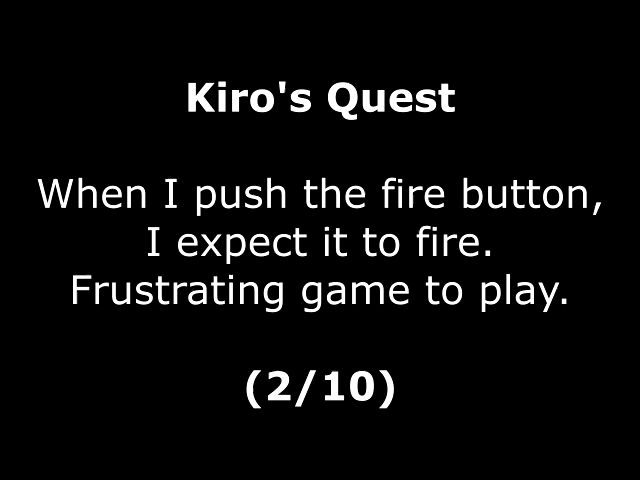 Kiro's Quest
When I push the fire button,
I expect it to fire.
Frustrating game to play.
(2/10)